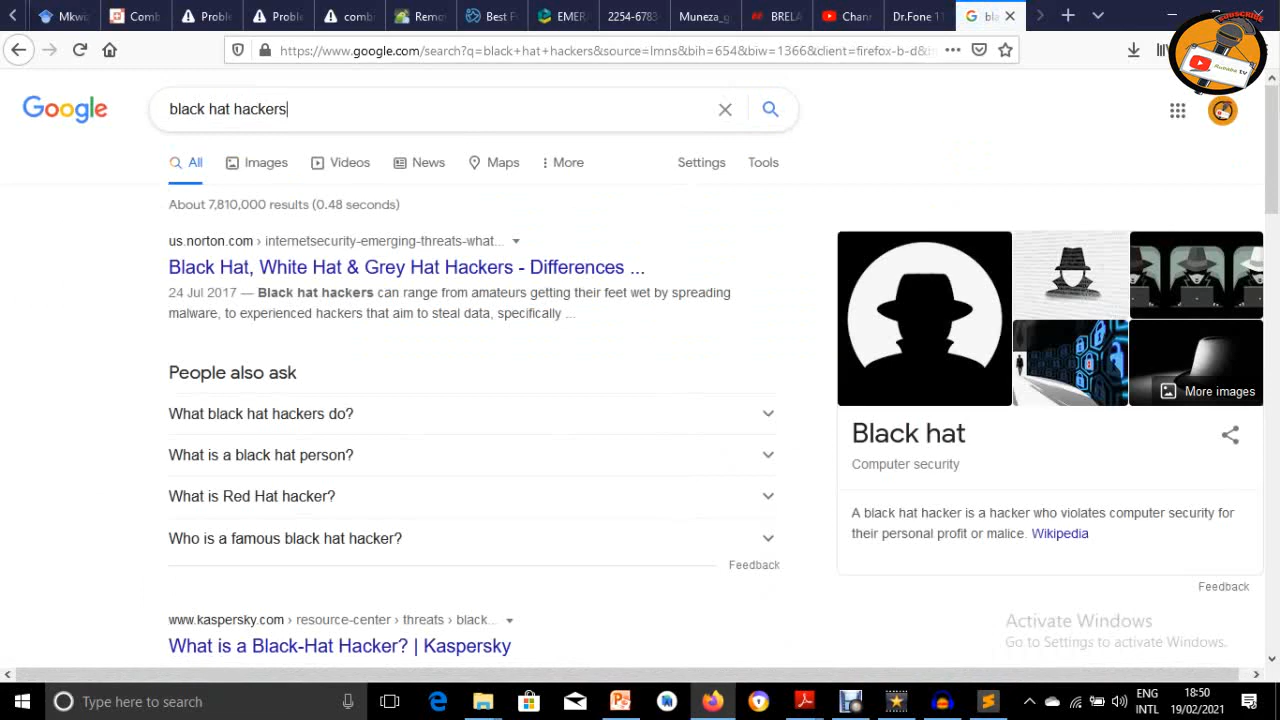 Mkwi
Comb
Proble
Proble
combr
Remo
Best P
EMER
2254-6783
Muneza_g
BRELA
Chann
Dr.Fone 11
bla
SUBSCRIBE
https://www.google.com/search?q=black+hat+hackers&source=lmns&bih=654&biw=1366&client=firefox-b-d&
Google
black hat hackers
All
Images
Videos
News
Maps
More
Settings
Tools
About 7,810,000 results (0.48 seconds)
us.norton.com › internetsecurity-emerging-threats-what...
Black Hat, White Hat & Grey Hat Hackers - Differences ...
24 Jul 2017 — Black hat hackers can range from amateurs getting their feet wet by spreading
malware, to experienced hackers that aim to steal data, specifically ...
People also ask
What black hat hackers do?
What is a black hat person?
What is Red Hat hacker?
Who is a famous black hat hacker?
Feedback
www.kaspersky.com › resource-center › threats › black...
What is a Black-Hat Hacker? | Kaspersky
More images
Black hat
Computer security
A black hat hacker is a hacker who violates computer security for
their personal profit or malice. Wikipedia
Feedback
Activate Windows
Go to Settings to activate Windows.
Type here to search
ENG
INTL
18:50
19/02/2021